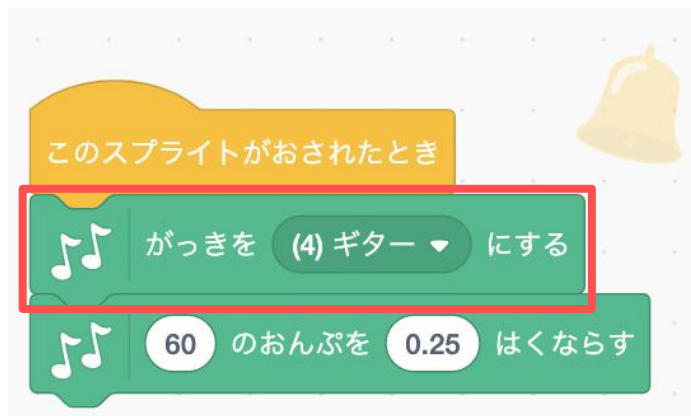 このスプライトがおされたとき
がっきを (4) ギター にする
60 のおんぷを 0.25 はくならす